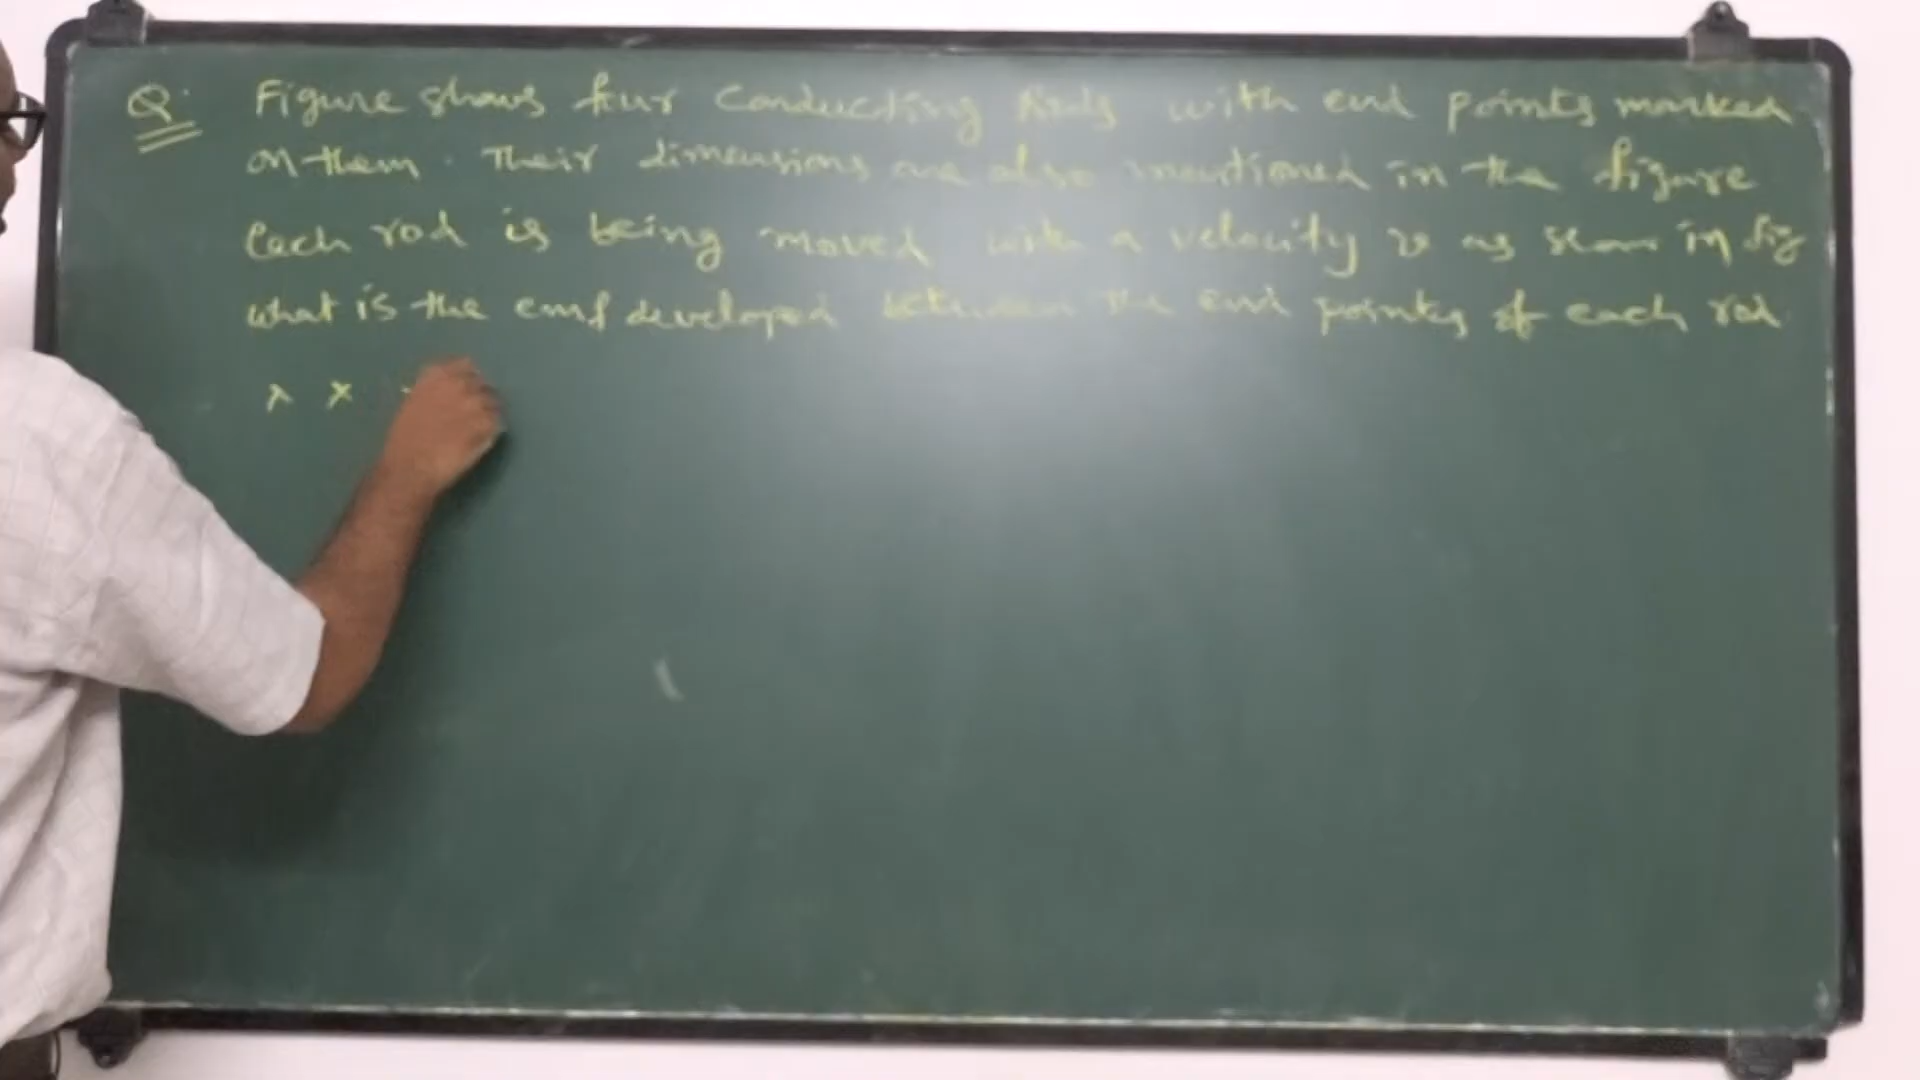 Q. Figure shows four conducting rods with end points marked
on them. Their dimensions are also mentioned in the figure
each rod is being moved with a velocity v as shown in fig
what is the emf developed between the end points of each rod
x x